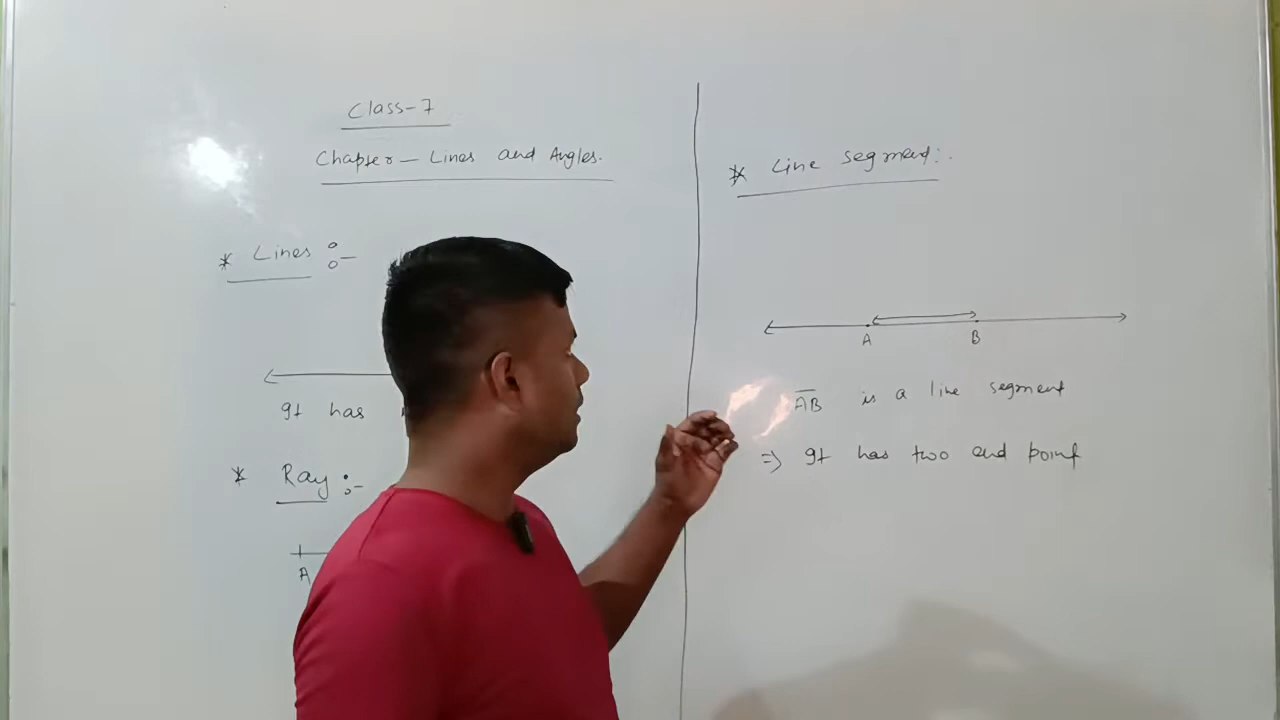 Class-7
Chapter - Lines and Angles.
* Lines :-
It has
* Ray :-
A
* Line segment:.
A B
AB is a line segment
=> It has two end point